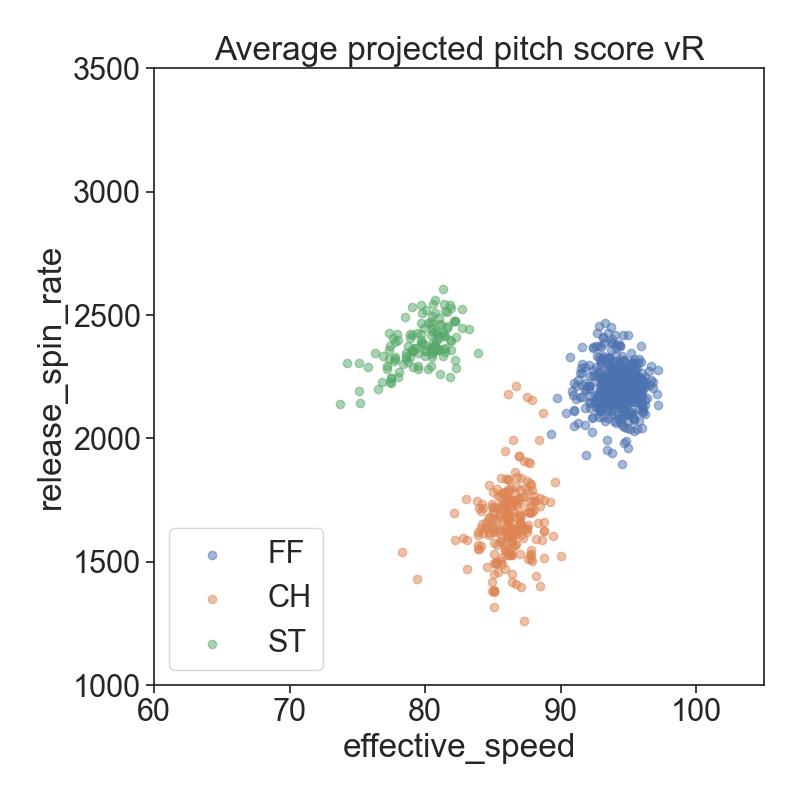 Average projected pitch score vR
3500
3000
2500
2000
1500
1000
release_spin_rate
FF
CH
ST
60
70
80
90
100
effective_speed